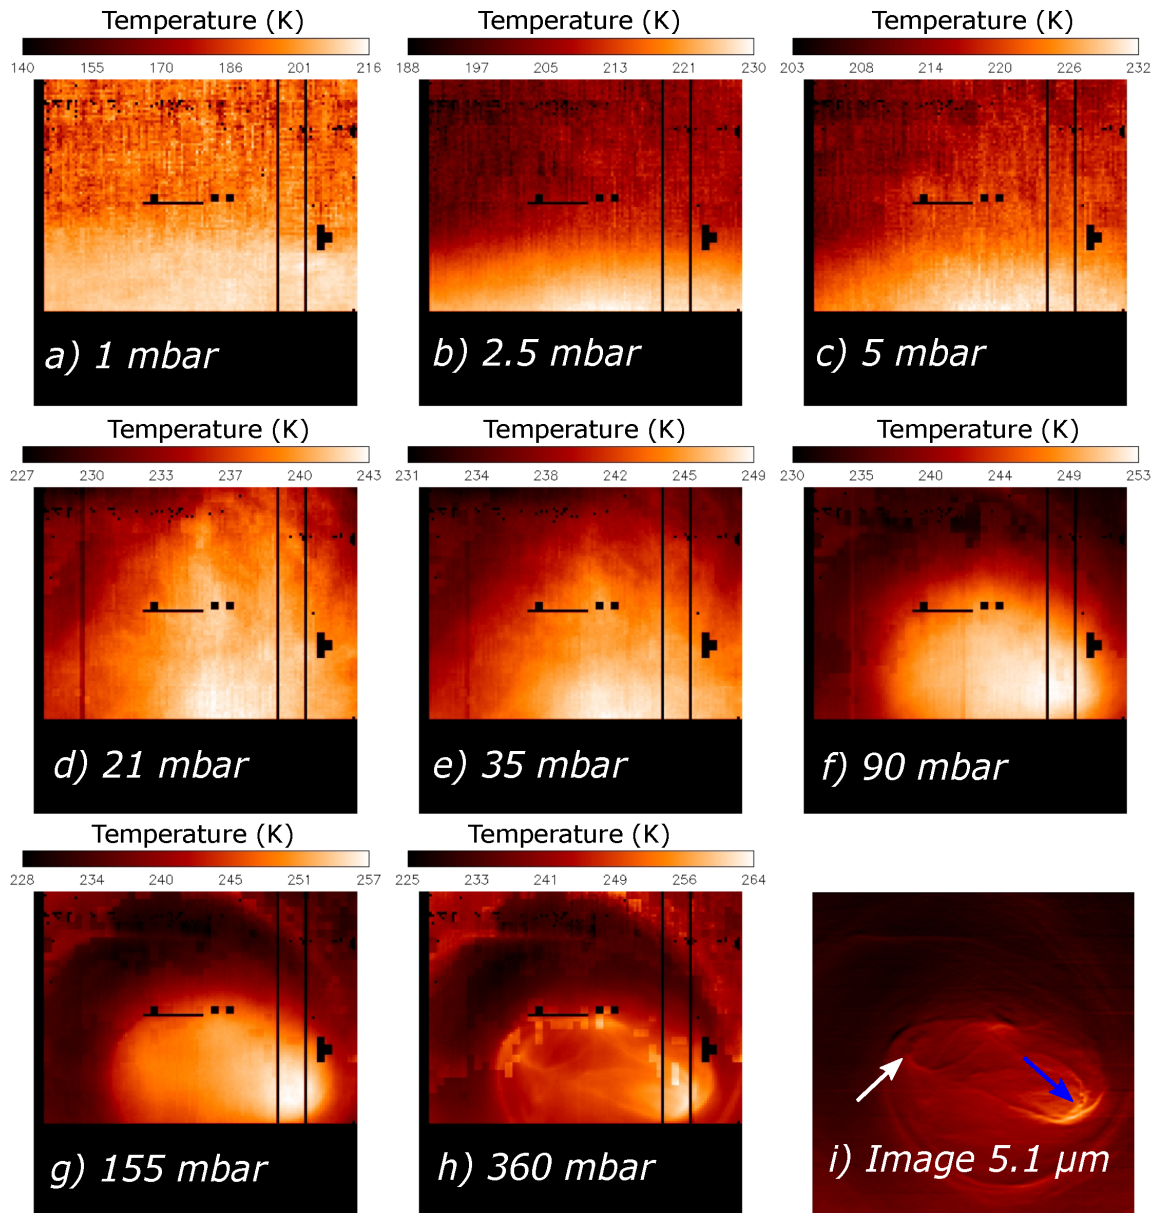 Temperature (K)
140 155 170 186 201 216
a) 1 mbar
Temperature (K)
188 197 205 213 221 230
b) 2.5 mbar
Temperature (K)
203 208 214 220 226 232
c) 5 mbar
Temperature (K)
227 230 233 237 240 243
d) 21 mbar
Temperature (K)
231 234 238 242 245 249
e) 35 mbar
Temperature (K)
230 235 240 244 249 253
f) 90 mbar
Temperature (K)
228 234 240 245 251 257
g) 155 mbar
Temperature (K)
225 233 241 249 256 264
h) 360 mbar
i) Image 5.1 μm